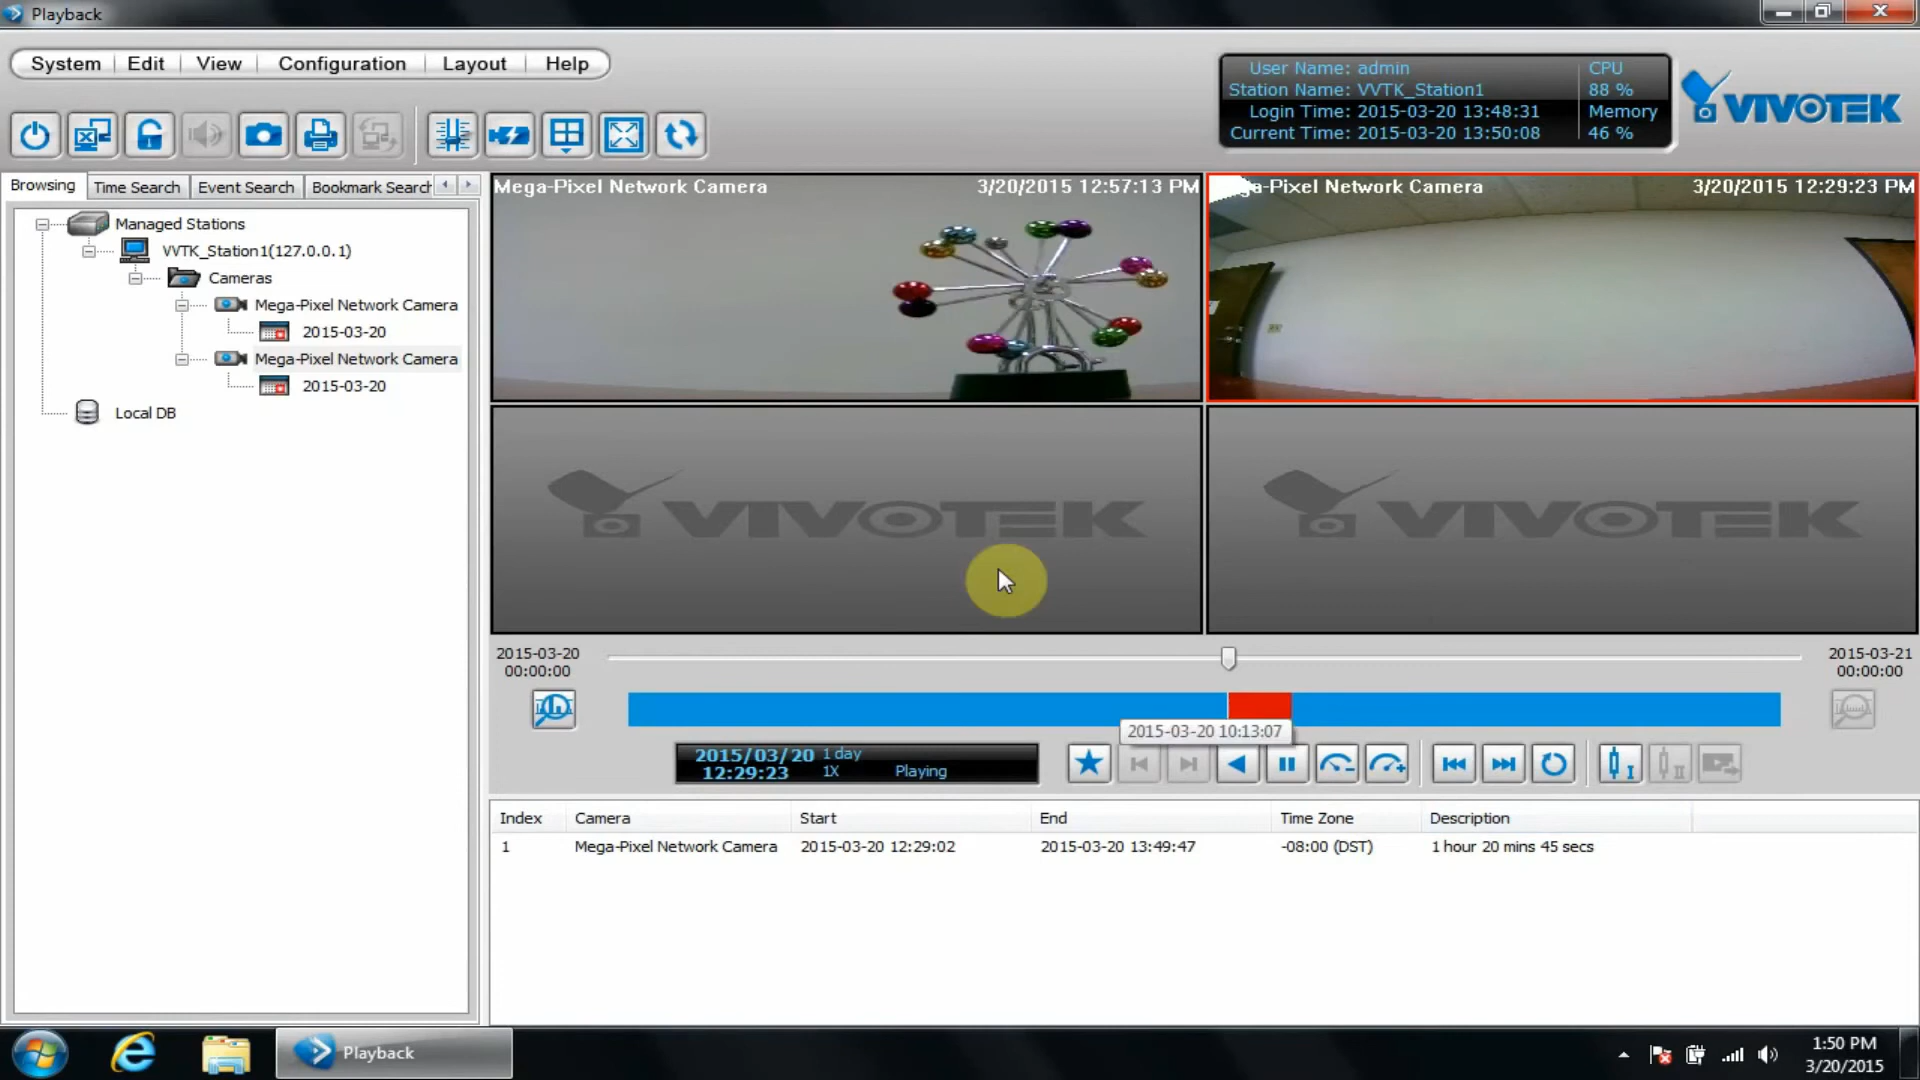 Playback
System Edit View Configuration Layout Help
User Name: admin
Station Name: VVTK_Station1
Login Time: 2015-03-20 13:48:31
Current Time: 2015-03-20 13:50:08
CPU
88 %
Memory
46 %
VIVOTEK
Browsing Time Search Event Search Bookmark Search
Managed Stations
VVTK_Station1(127.0.0.1)
Cameras
Mega-Pixel Network Camera
2015-03-20
Mega-Pixel Network Camera
2015-03-20
Local DB
Mega-Pixel Network Camera 3/20/2015 12:57:13 PM
ga-Pixel Network Camera 3/20/2015 12:29:23 PM
VIVOTEK
VIVOTEK
2015-03-20
00:00:00
2015-03-21
00:00:00
2015-03-20 10:13:07
2015/03/20 1 day
12:29:23 1X Playing
I II
Index Camera Start End Time Zone Description
1 Mega-Pixel Network Camera 2015-03-20 12:29:02 2015-03-20 13:49:47 -08:00 (DST) 1 hour 20 mins 45 secs
Playback
1:50 PM
3/20/2015